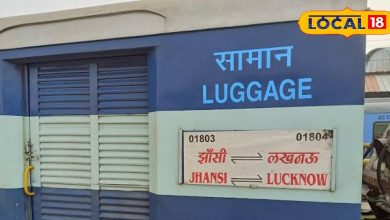 LOCAL 18
सामान
LUGGAGE
01803 01804
झाँसी ⇌ लखनऊ
JHANSI ⇌ LUCKNOW